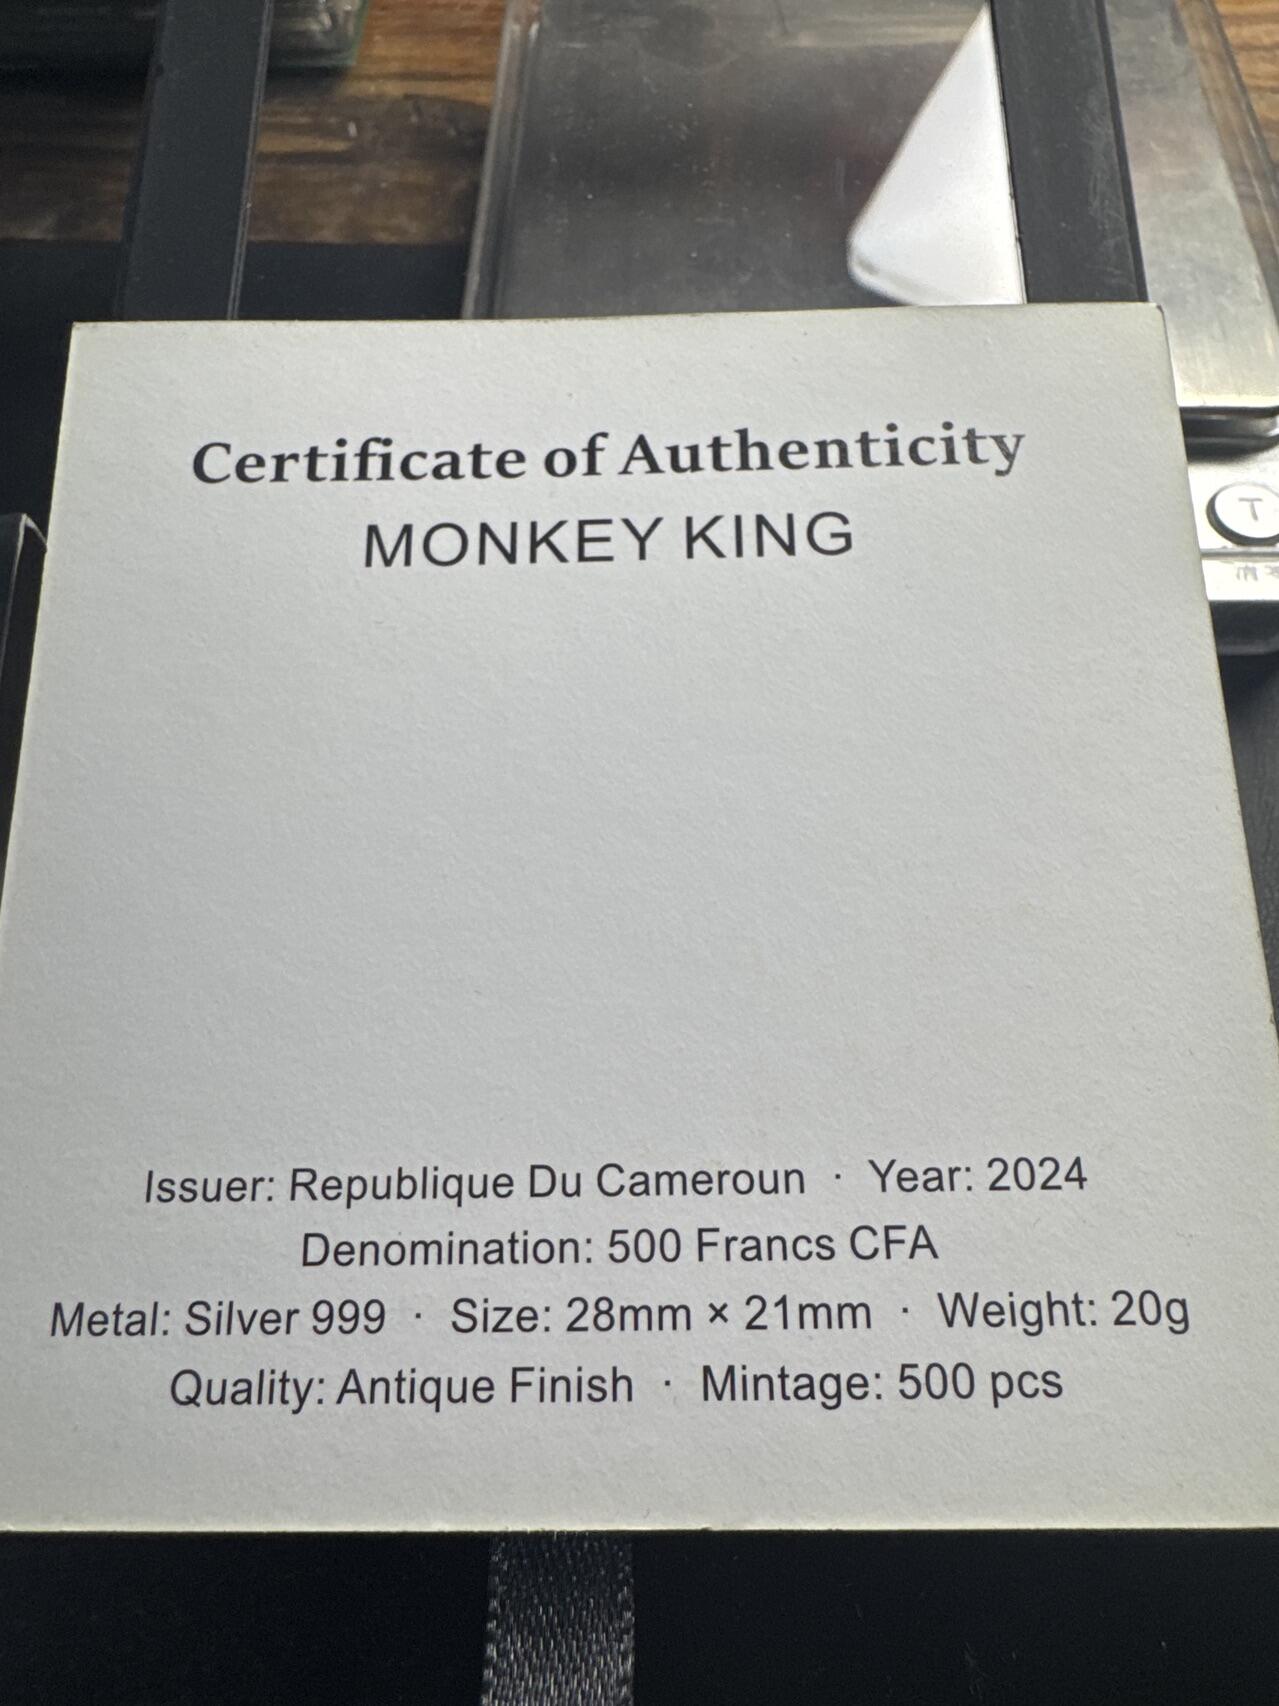 Certificate of Authenticity
MONKEY KING
T
Issuer: Republique Du Cameroun · Year: 2024
Denomination: 500 Francs CFA
Metal: Silver 999 · Size: 28mm × 21mm · Weight: 20g
Quality: Antique Finish · Mintage: 500 pcs